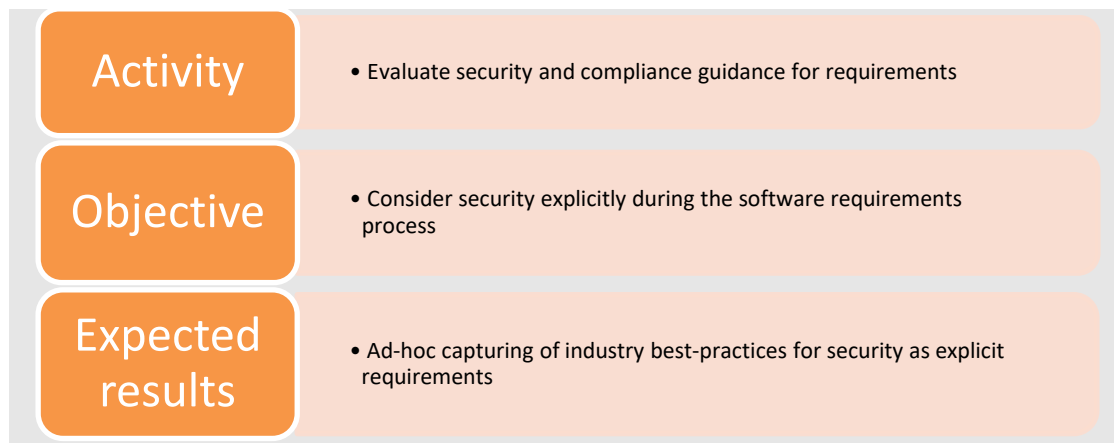 Activity
• Evaluate security and compliance guidance for requirements
Objective
• Consider security explicitly during the software requirements
process
Expected
results
• Ad-hoc capturing of industry best-practices for security as explicit
requirements